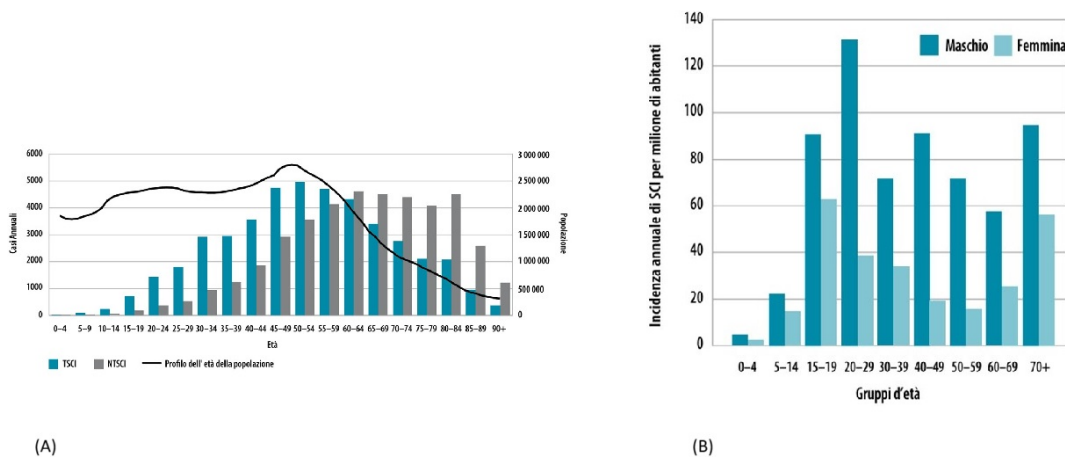 Casi Annuali
6000
5000
4000
3000
2000
1000
0
3 000 000
2 500 000
2 000 000
1 500 000
1 000 000
500 000
0
Popolazione
0–4 5–9 10–14 15–19 20–24 25–29 30–34 35–39 40–44 45–49 50–54 55–59 60–64 65–69 70–74 75–79 80–84 85–89 90+
Età
TSCI NTSCI Profilo dell' età della popolazione
(A)
Incidenza annuale di SCI per milione di abitanti
140
120
100
80
60
40
20
0
Maschio Femmina
0–4 5–14 15–19 20–29 30–39 40–49 50–59 60–69 70+
Gruppi d'età
(B)